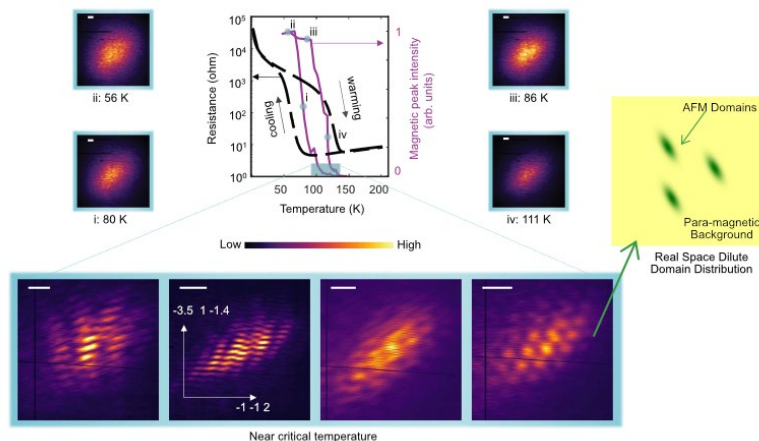 ii: 56 K
i: 80 K
Resistance (ohm)
10⁵
10⁴
10³
10²
10¹
10⁰
50
100
150
200
Temperature (K)
cooling
warming
ii
iii
i
iv
1
0
Magnetic peak intensity
(arb. units)
iii: 86 K
iv: 111 K
AFM Domains
Para-magnetic
Background
Real Space Dilute
Domain Distribution
Low
High
-3.5 1 -1.4
-1 -1 2
Near critical temperature